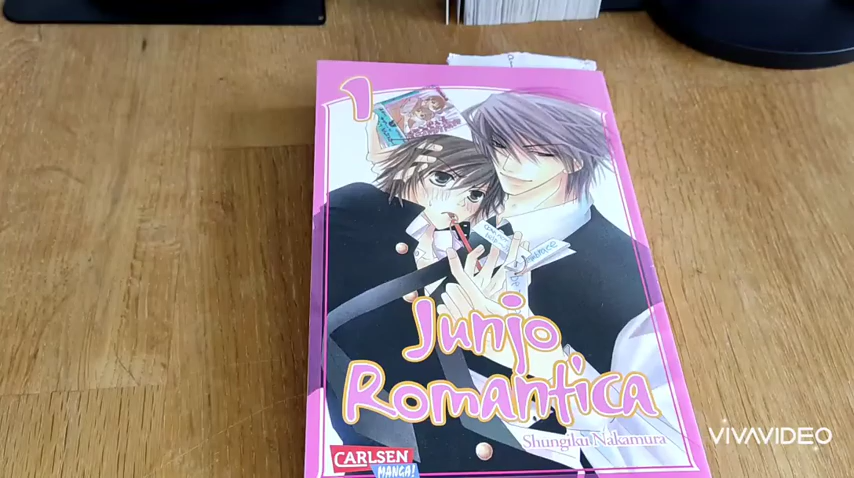 1
Junjo
Romantica
Shungiku Nakamura
CARLSEN
MANGA!
VIVAVIDEO